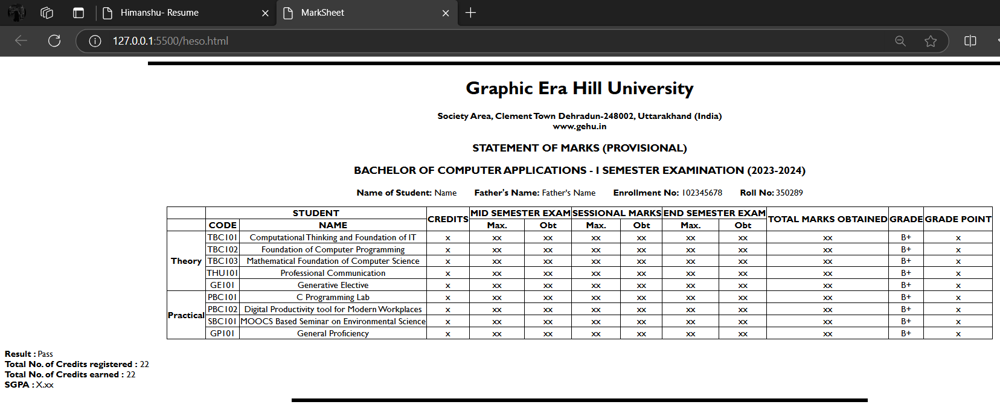 Himanshu- Resume
MarkSheet
127.0.0.1:5500/heso.html
Graphic Era Hill University
Society Area, Clement Town Dehradun-248002, Uttarakhand (India)
www.gehu.in
STATEMENT OF MARKS (PROVISIONAL)
BACHELOR OF COMPUTER APPLICATIONS - I SEMESTER EXAMINATION (2023-2024)
Name of Student: Name Father's Name: Father's Name Enrollment No: 102345678 Roll No: 350289
STUDENT CREDITS MID SEMESTER EXAM SESSIONAL MARKS END SEMESTER EXAM TOTAL MARKS OBTAINED GRADE GRADE POINT
CODE NAME Max. Obt Max. Obt Max. Obt
Theory
TBC101 Computational Thinking and Foundation of IT x xx xx xx xx xx xx xx B+ x
TBC102 Foundation of Computer Programming x xx xx xx xx xx xx xx B+ x
TBC103 Mathematical Foundation of Computer Science x xx xx xx xx xx xx xx B+ x
THU101 Professional Communication x xx xx xx xx xx xx xx B+ x
GE101 Generative Elective x xx xx xx xx xx xx xx B+ x
Practical
PBC101 C Programming Lab x xx xx xx xx xx xx xx B+ x
PBC102 Digital Productivity tool for Modern Workplaces x xx xx xx xx xx xx xx B+ x
SBC101 MOOCS Based Seminar on Environmental Science x xx xx xx xx xx xx xx B+ x
GP101 General Proficiency x xx xx xx xx xx xx xx B+ x
Result : Pass
Total No. of Credits registered : 22
Total No. of Credits earned : 22
SGPA : X.xx